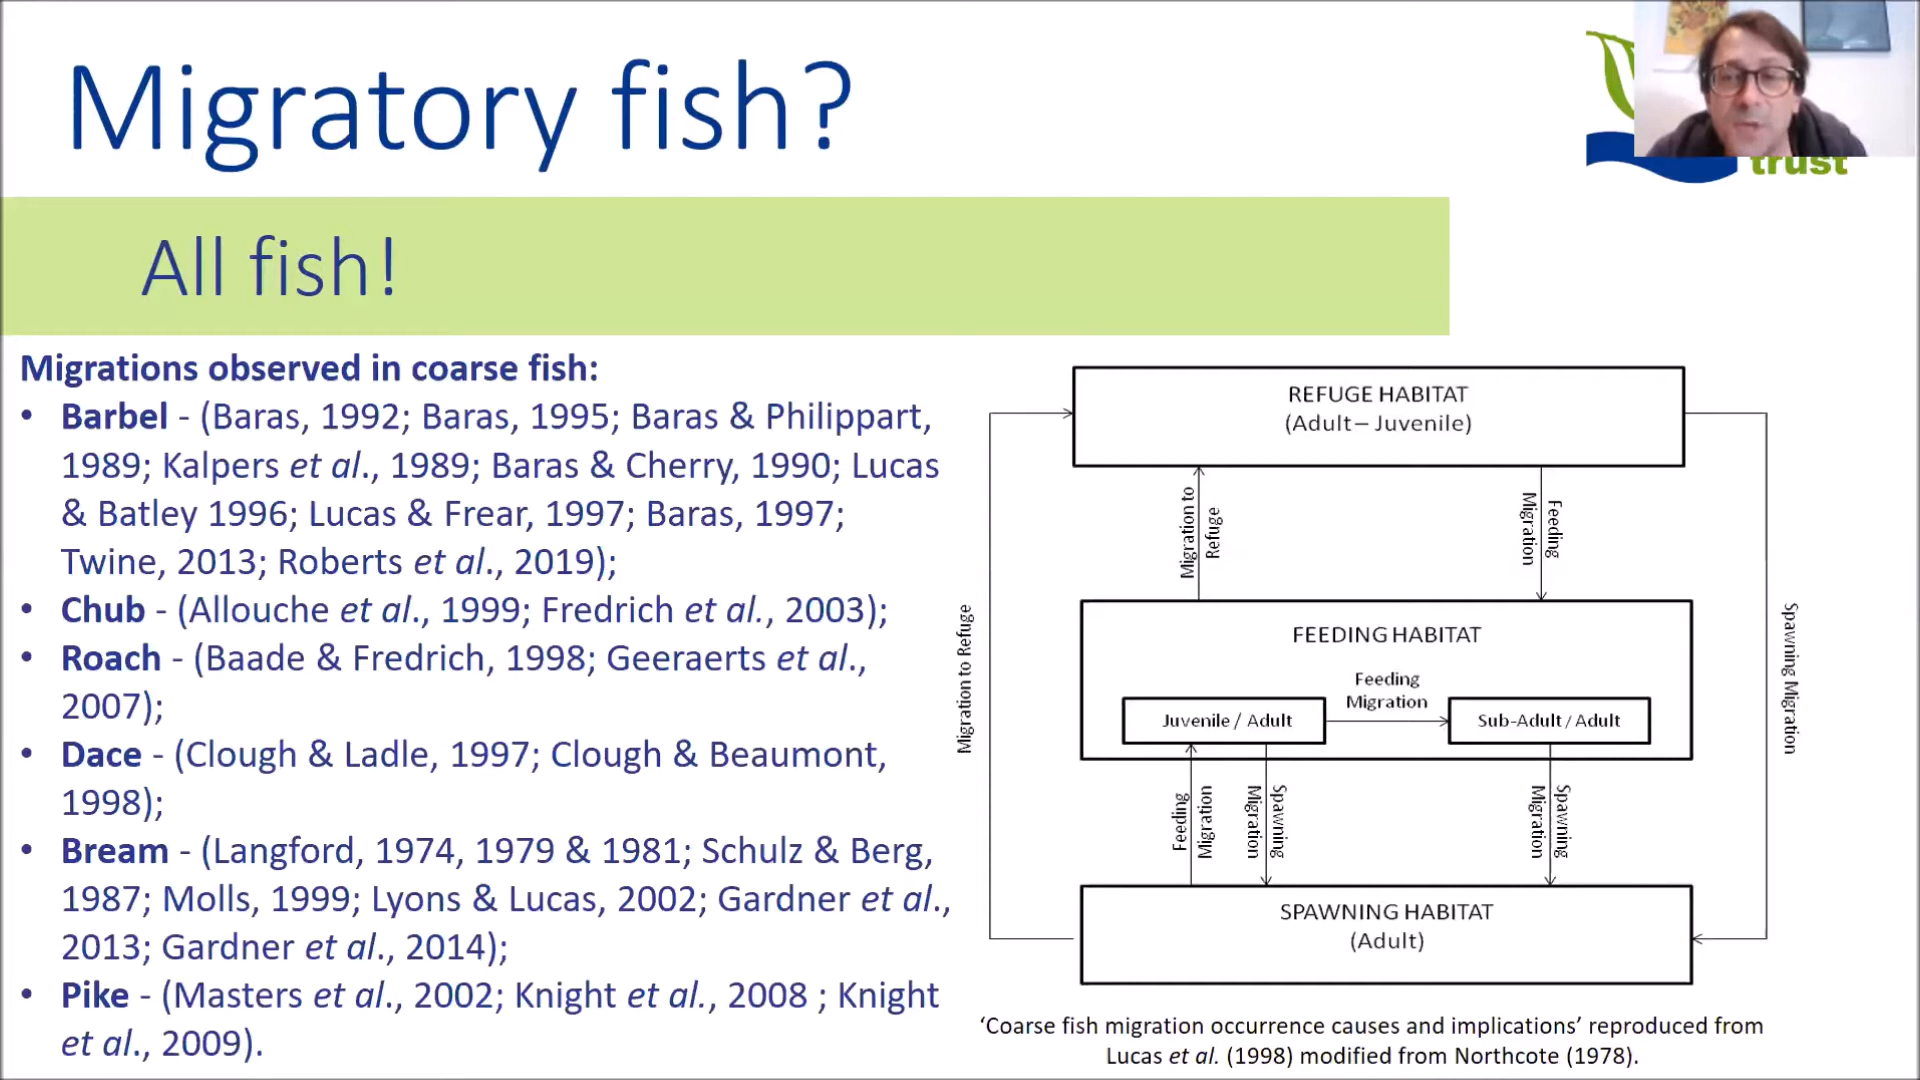 Migratory fish?
trust
All fish!
Migrations observed in coarse fish:
• Barbel - (Baras, 1992; Baras, 1995; Baras & Philippart,
1989; Kalpers et al., 1989; Baras & Cherry, 1990; Lucas
& Batley 1996; Lucas & Frear, 1997; Baras, 1997;
Twine, 2013; Roberts et al., 2019);
• Chub - (Allouche et al., 1999; Fredrich et al., 2003);
• Roach - (Baade & Fredrich, 1998; Geeraerts et al.,
2007);
• Dace - (Clough & Ladle, 1997; Clough & Beaumont,
1998);
• Bream - (Langford, 1974, 1979 & 1981; Schulz & Berg,
1987; Molls, 1999; Lyons & Lucas, 2002; Gardner et al.,
2013; Gardner et al., 2014);
• Pike - (Masters et al., 2002; Knight et al., 2008 ; Knight
et al., 2009).
REFUGE HABITAT
(Adult – Juvenile)
Migration to
Refuge
Feeding
Migration
Migration to Refuge
Spawning Migration
FEEDING HABITAT
Feeding
Migration
Juvenile / Adult
Sub-Adult / Adult
Feeding
Migration
Spawning
Migration
Spawning
Migration
SPAWNING HABITAT
(Adult)
‘Coarse fish migration occurrence causes and implications’ reproduced from
Lucas et al. (1998) modified from Northcote (1978).